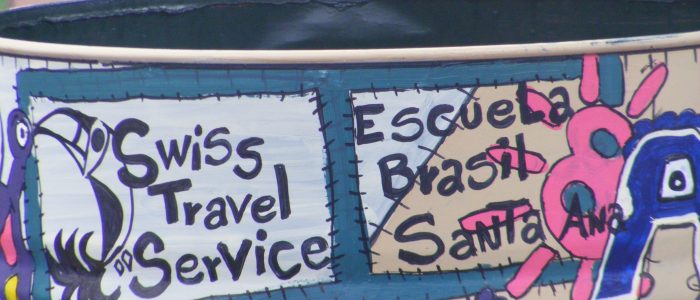 Swiss
Travel
Service
Escuela
Brasil
Santa Ana